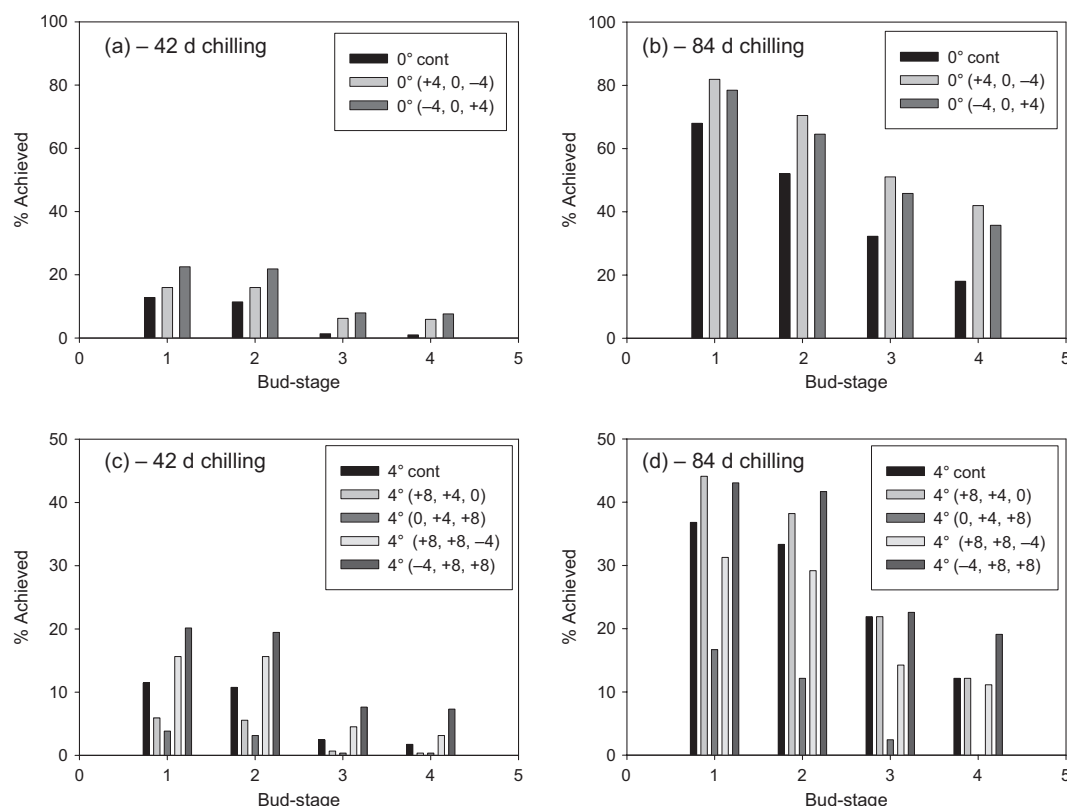 (a) – 42 d chilling
0° cont
0° (+4, 0, –4)
0° (–4, 0, +4)
% Achieved
100
80
60
40
20
0
0 1 2 3 4 5
Bud-stage
(b) – 84 d chilling
0° cont
0° (+4, 0, –4)
0° (–4, 0, +4)
% Achieved
100
80
60
40
20
0
0 1 2 3 4 5
Bud-stage
(c) – 42 d chilling
4° cont
4° (+8, +4, 0)
4° (0, +4, +8)
4° (+8, +8, –4)
4° (–4, +8, +8)
% Achieved
50
40
30
20
10
0
0 1 2 3 4 5
Bud-stage
(d) – 84 d chilling
4° cont
4° (+8, +4, 0)
4° (0, +4, +8)
4° (+8, +8, –4)
4° (–4, +8, +8)
% Achieved
50
40
30
20
10
0
0 1 2 3 4 5
Bud-stage